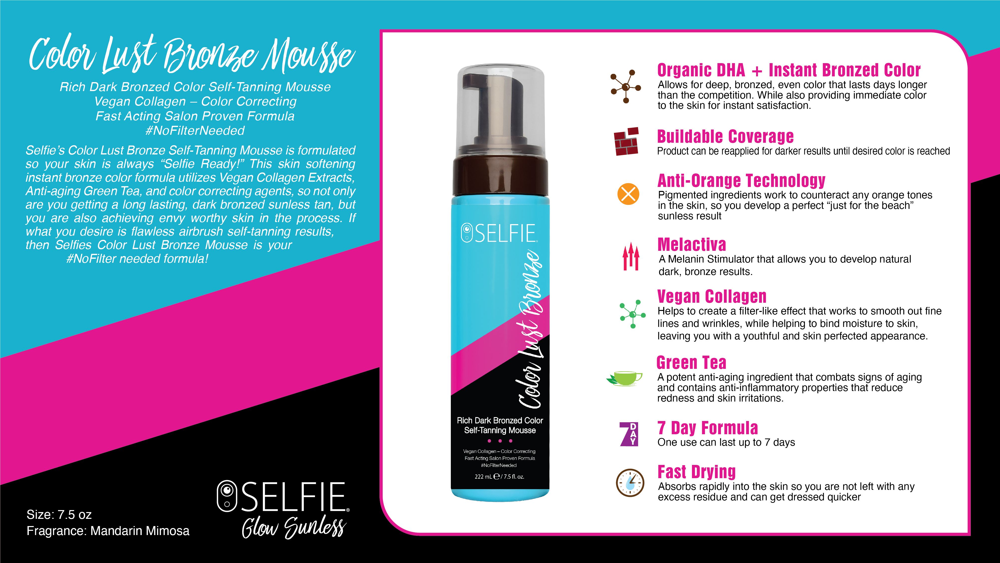 Color Lust Bronze Mousse
Rich Dark Bronzed Color Self-Tanning Mousse
Vegan Collagen – Color Correcting
Fast Acting Salon Proven Formula
#NoFilterNeeded
Selfie’s Color Lust Bronze Self-Tanning Mousse is formulated
so your skin is always “Selfie Ready!” This skin softening
instant bronze color formula utilizes Vegan Collagen Extracts,
Anti-aging Green Tea, and color correcting agents, so not only
are you getting a long lasting, dark bronzed sunless tan, but
you are also achieving envy worthy skin in the process. If
what you desire is flawless airbrush self-tanning results,
then Selfies Color Lust Bronze Mousse is your
#NoFilter needed formula!
Size: 7.5 oz
Fragrance: Mandarin Mimosa
SELFIE®
Glow Sunless
SELFIE®
Color Lust Bronze
Rich Dark Bronzed Color
Self-Tanning Mousse
Vegan Collagen – Color Correcting
Fast Acting Salon Proven Formula
#NoFilterNeeded
222 mL ℮ / 7.5 fl. oz.
Organic DHA + Instant Bronzed Color
Allows for deep, bronzed, even color that lasts days longer
than the competition. While also providing immediate color
to the skin for instant satisfaction.
Buildable Coverage
Product can be reapplied for darker results until desired color is reached
Anti-Orange Technology
Pigmented ingredients work to counteract any orange tones
in the skin, so you develop a perfect “just for the beach”
sunless result
Melactiva
A Melanin Stimulator that allows you to develop natural
dark, bronze results.
Vegan Collagen
Helps to create a filter-like effect that works to smooth out fine
lines and wrinkles, while helping to bind moisture to skin,
leaving you with a youthful and skin perfected appearance.
Green Tea
A potent anti-aging ingredient that combats signs of aging
and contains anti-inflammatory properties that reduce
redness and skin irritations.
7 DAY
7 Day Formula
One use can last up to 7 days
Fast Drying
Absorbs rapidly into the skin so you are not left with any
excess residue and can get dressed quicker